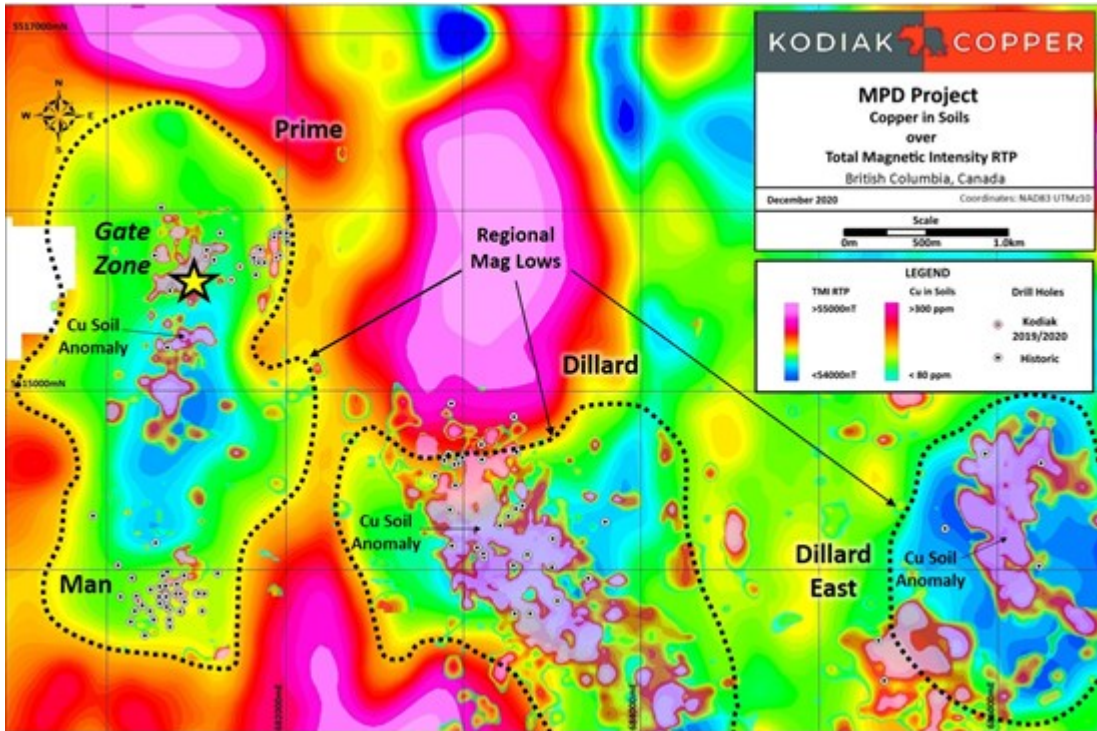 5517000mN
KODIAK COPPER
MPD Project
Copper in Soils
over
Total Magnetic Intensity RTP
British Columbia, Canada
December 2020
Coordinates: NAD83 UTMz10
Scale
0m 500m 1.0km
LEGEND
TMI RTP
Cu in Soils
Drill Holes
>55000nT
>300 ppm
Kodiak
2019/2020
Historic
<54000nT
< 80 ppm
N
W E
S
Prime
Gate
Zone
Regional
Mag Lows
Cu Soil
Anomaly
Dillard
5515000mN
Cu Soil
Anomaly
Dillard
East
Cu Soil
Anomaly
Man
682000mE
684000mE
686000mE